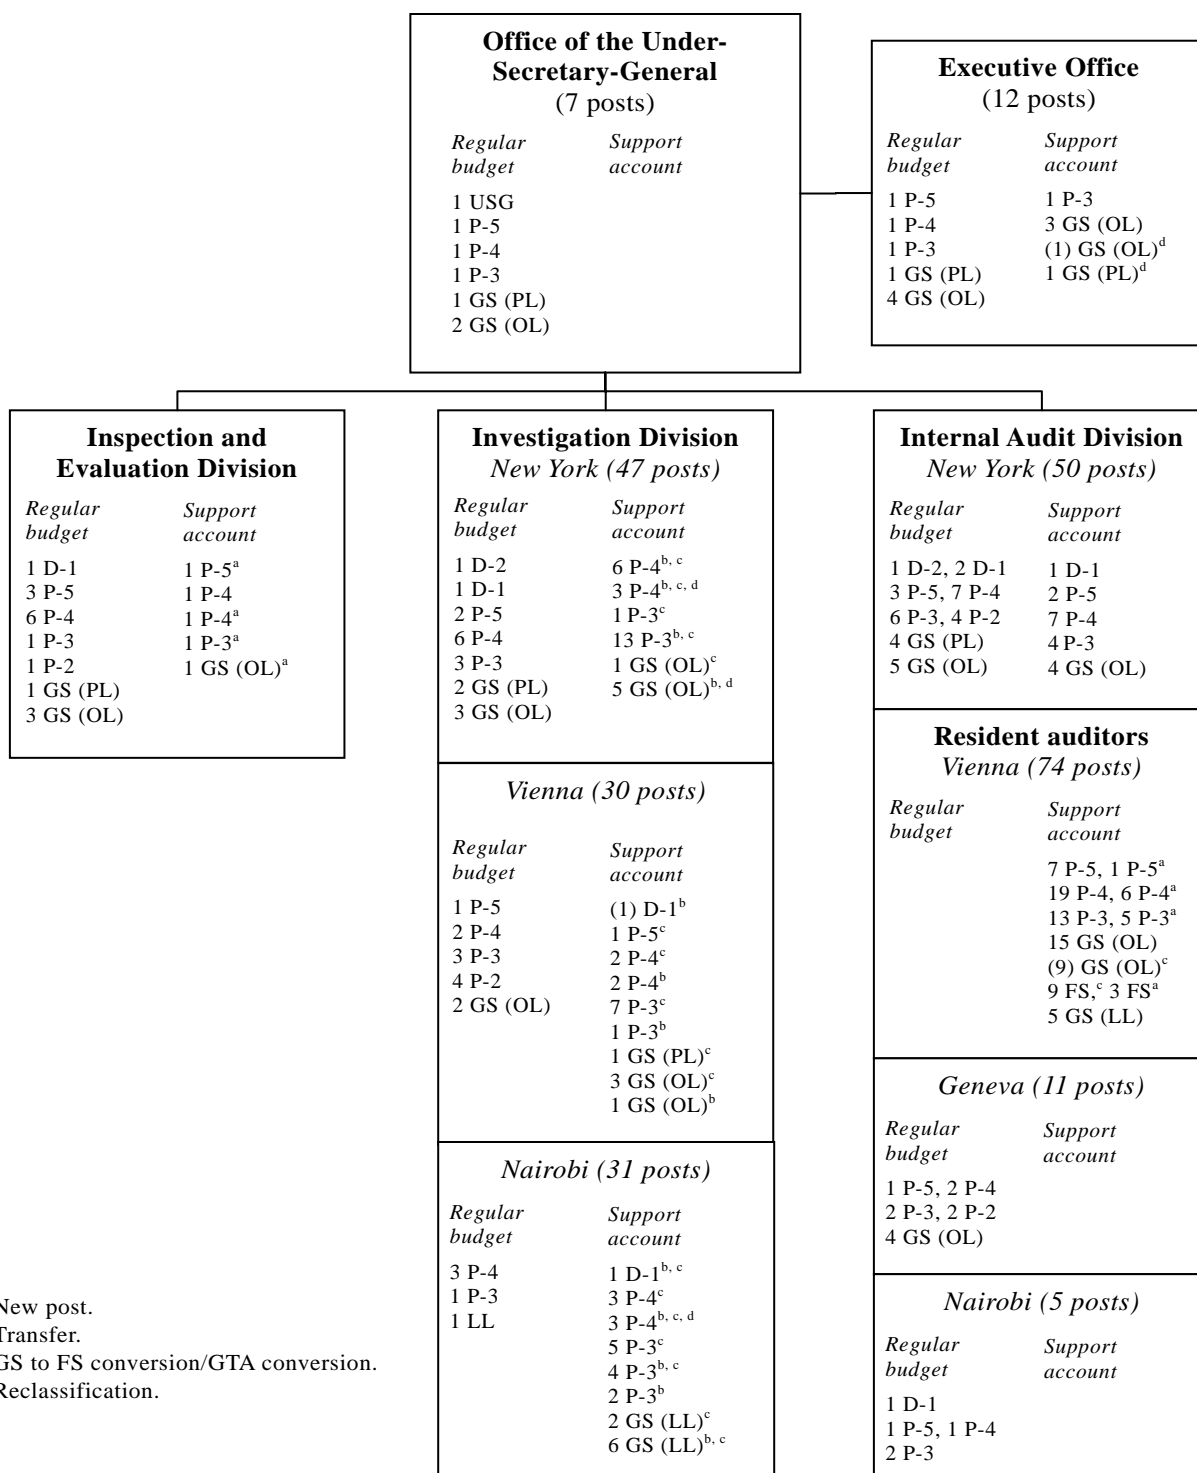 Office of the Under-
Secretary-General
(7 posts)
Regular
budget
Support
account
1 USG
1 P-5
1 P-4
1 P-3
1 GS (PL)
2 GS (OL)
Executive Office
(12 posts)
Regular
budget
Support
account
1 P-5
1 P-4
1 P-3
1 GS (PL)
4 GS (OL)
1 P-3
3 GS (OL)
(1) GS (OL)d
1 GS (PL)d
Inspection and
Evaluation Division
Regular
budget
Support
account
1 D-1
3 P-5
6 P-4
1 P-3
1 P-2
1 GS (PL)
3 GS (OL)
1 P-5a
1 P-4
1 P-4a
1 P-3a
1 GS (OL)a
Investigation Division
New York (47 posts)
Regular
budget
Support
account
1 D-2
1 D-1
2 P-5
6 P-4
3 P-3
2 GS (PL)
3 GS (OL)
6 P-4b, c
3 P-4b, c, d
1 P-3c
13 P-3b, c
1 GS (OL)c
5 GS (OL)b, d
Vienna (30 posts)
Regular
budget
Support
account
1 P-5
2 P-4
3 P-3
4 P-2
2 GS (OL)
(1) D-1b
1 P-5c
2 P-4c
2 P-4b
7 P-3c
1 P-3b
1 GS (PL)c
3 GS (OL)c
1 GS (OL)b
Nairobi (31 posts)
Regular
budget
Support
account
3 P-4
1 P-3
1 LL
1 D-1b, c
3 P-4c
3 P-4b, c, d
5 P-3c
4 P-3b, c
2 P-3b
2 GS (LL)c
6 GS (LL)b, c
Internal Audit Division
New York (50 posts)
Regular
budget
Support
account
1 D-2, 2 D-1
3 P-5, 7 P-4
6 P-3, 4 P-2
4 GS (PL)
5 GS (OL)
1 D-1
2 P-5
7 P-4
4 P-3
4 GS (OL)
Resident auditors
Vienna (74 posts)
Regular
budget
Support
account
7 P-5, 1 P-5a
19 P-4, 6 P-4a
13 P-3, 5 P-3a
15 GS (OL)
(9) GS (OL)c
9 FS,c 3 FSa
5 GS (LL)
Geneva (11 posts)
Regular
budget
Support
account
1 P-5, 2 P-4
2 P-3, 2 P-2
4 GS (OL)
Nairobi (5 posts)
Regular
budget
Support
account
1 D-1
1 P-5, 1 P-4
2 P-3
New post.
Transfer.
GS to FS conversion/GTA conversion.
Reclassification.